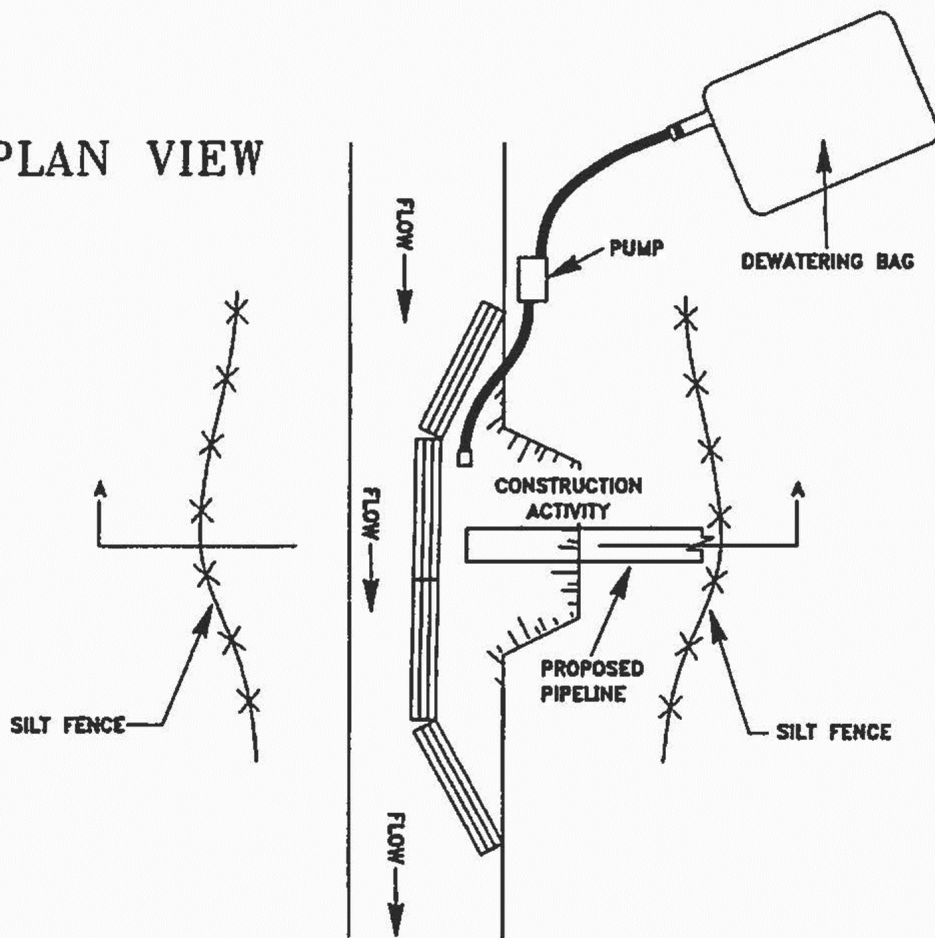 PLAN VIEW
FLOW
PUMP
DEWATERING BAG
A
CONSTRUCTION
ACTIVITY
A
FLOW
PROPOSED
PIPELINE
SILT FENCE
SILT FENCE
FLOW